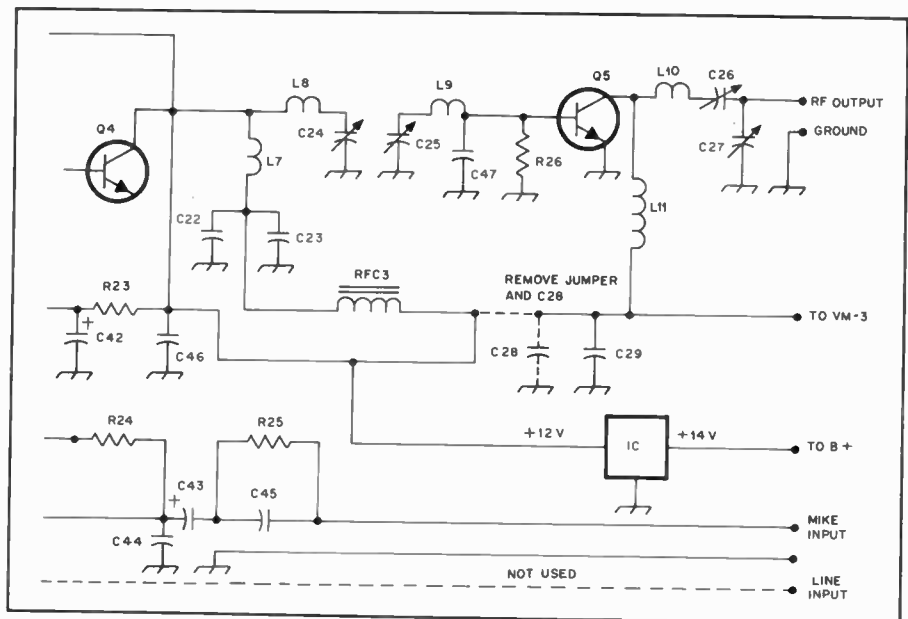 Q5
L10
C26
L8
L9
RF OUTPUT
Q4
C24
C25
GROUND
C27
L7
R26
C47
L11
C22
C23
RFC3
REMOVE JUMPER
AND C28
R23
TO VM-3
+
C42
C46
C28
C29
R24
R25
+12V
IC
+14V
TO B+
C43
+
C45
MIKE
INPUT
C44
NOT USED
LINE
INPUT